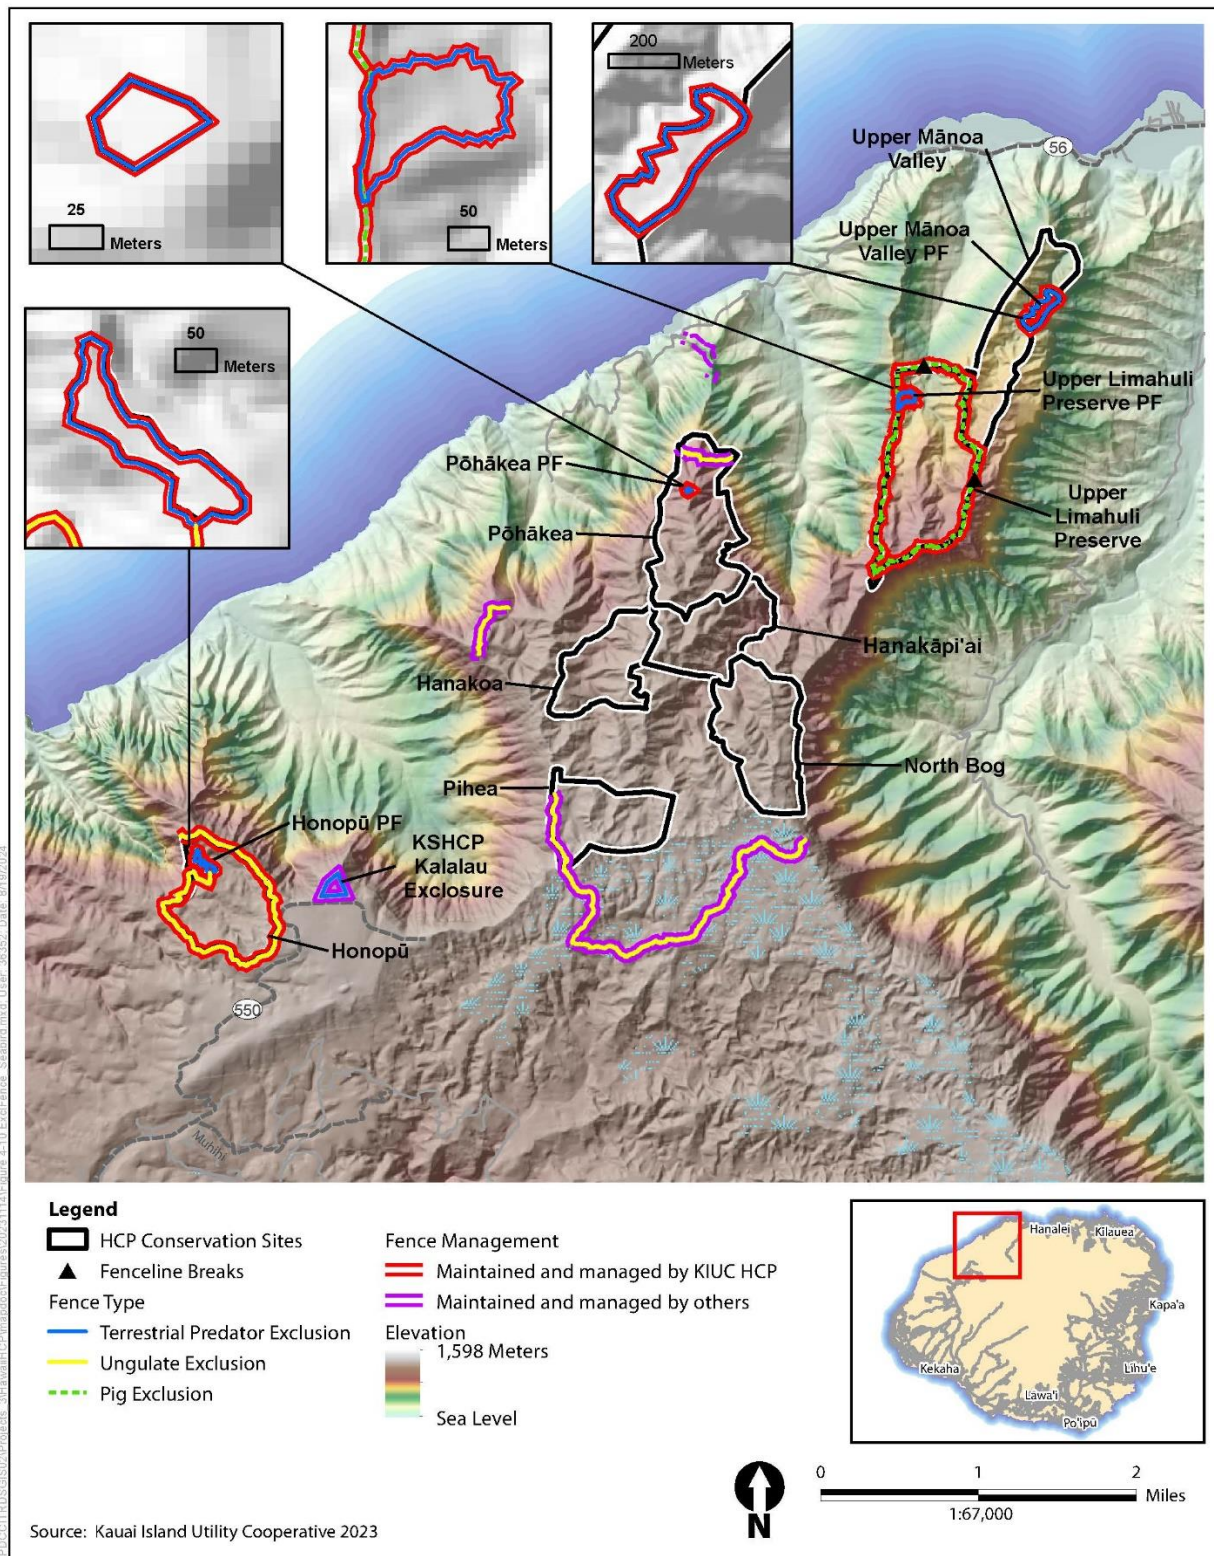 25
Meters
50
Meters
200
Meters
50
Meters
Upper Mānoa
Valley
56
Upper Mānoa
Valley PF
Upper Limahuli
Preserve PF
Pōhākea PF
Upper
Limahuli
Preserve
Pōhākea
Hanakāpi'ai
Hanakoa
North Bog
Pihea
Honopū PF
KSHCP
Kalalau
Exclosure
Honopū
550
Muhihi
Legend
HCP Conservation Sites
Fenceline Breaks
Fence Type
Terrestrial Predator Exclusion
Ungulate Exclusion
Pig Exclusion
Fence Management
Maintained and managed by KIUC HCP
Maintained and managed by others
Elevation
1,598 Meters
Sea Level
Hanalei
Kīlauea
Kapa'a
Līhu'e
Kekaha
Lāwa'i
Po'ipū
N
0 1 2
Miles
1:67,000
Source: Kauai Island Utility Cooperative 2023